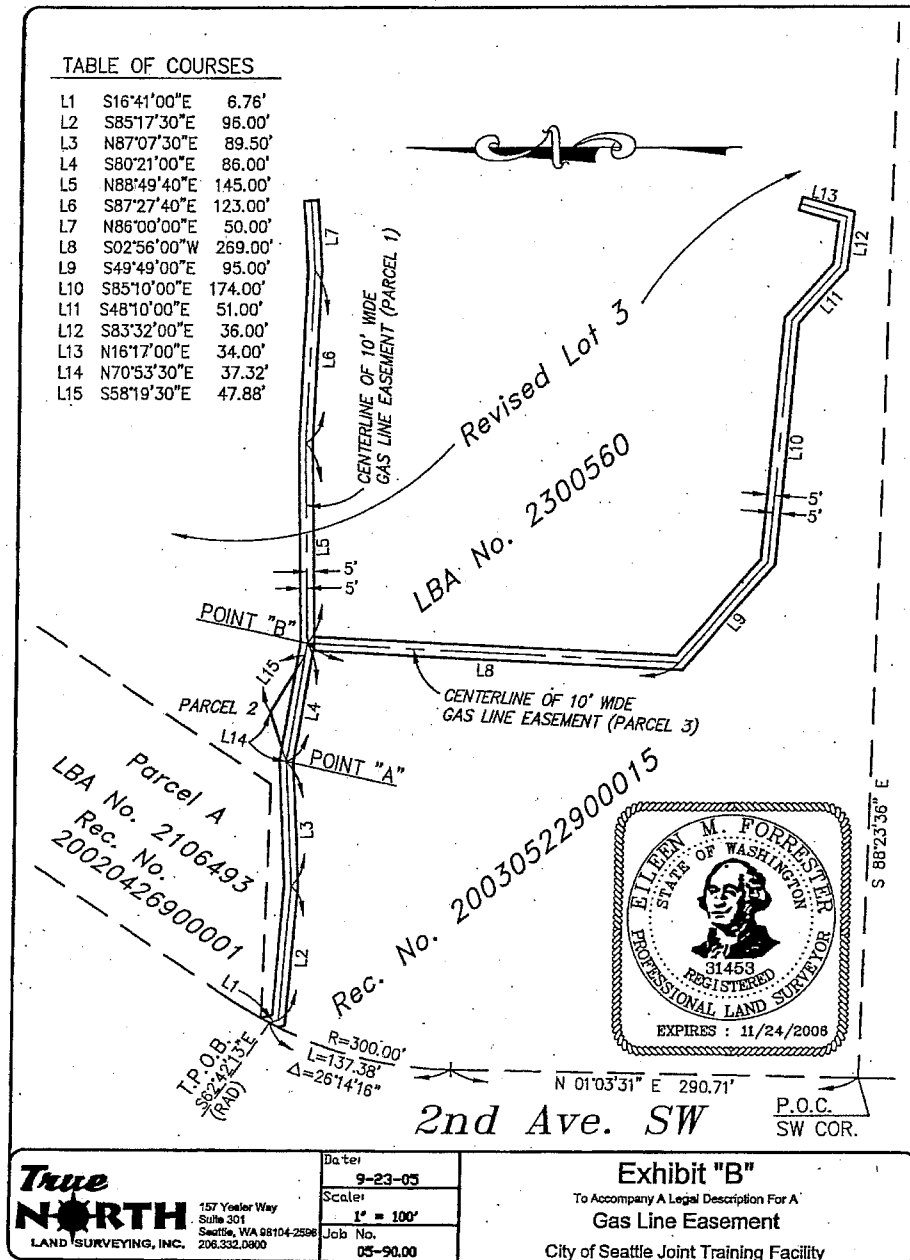 TABLE OF COURSES
L1 S16°41'00"E 6.76'
L2 S85°17'30"E 96.00'
L3 N87°07'30"E 89.50'
L4 S80°21'00"E 86.00'
L5 N88°49'40"E 145.00'
L6 S87°27'40"E 123.00'
L7 N86°00'00"E 50.00'
L8 S02°56'00"W 269.00'
L9 S49°49'00"E 95.00'
L10 S85°10'00"E 174.00'
L11 S48°10'00"E 51.00'
L12 S83°32'00"E 36.00'
L13 N16°17'00"E 34.00'
L14 N70°53'30"E 37.32'
L15 S58°19'30"E 47.88'
L13
L12
L11
L7
L6
CENTERLINE OF 10' WIDE
GAS LINE EASEMENT (PARCEL 1)
Revised Lot 3
LBA No. 2300560
L10
5'
5'
L5
5'
5'
POINT "B"
L9
L8
CENTERLINE OF 10' WIDE
GAS LINE EASEMENT (PARCEL 3)
L15
L4
PARCEL 2
L14
POINT "A"
Parcel A
LBA No. 2106493
Rec. No.
20020426900001
L3
L2
L1
Rec. No. 20030522900015
S 88°23'36" E
EILEEN M. FORRESTER
STATE OF WASHINGTON
31453
REGISTERED
PROFESSIONAL LAND SURVEYOR
EXPIRES : 11/24/2006
T.P.O.B.
S62°42'13"E
(RAD)
R=300.00'
L=137.38'
Δ=26°14'16"
N 01°03'31" E 290.71'
2nd Ave. SW
P.O.C.
SW COR.
True
NORTH
LAND SURVEYING, INC.
157 Yesler Way
Suite 301
Seattle, WA 98104-2596
206.332.0800
Date:
9-23-05
Scale:
1" = 100'
Job No.
05-90.00
Exhibit "B"
To Accompany A Legal Description For A
Gas Line Easement
City of Seattle Joint Training Facility